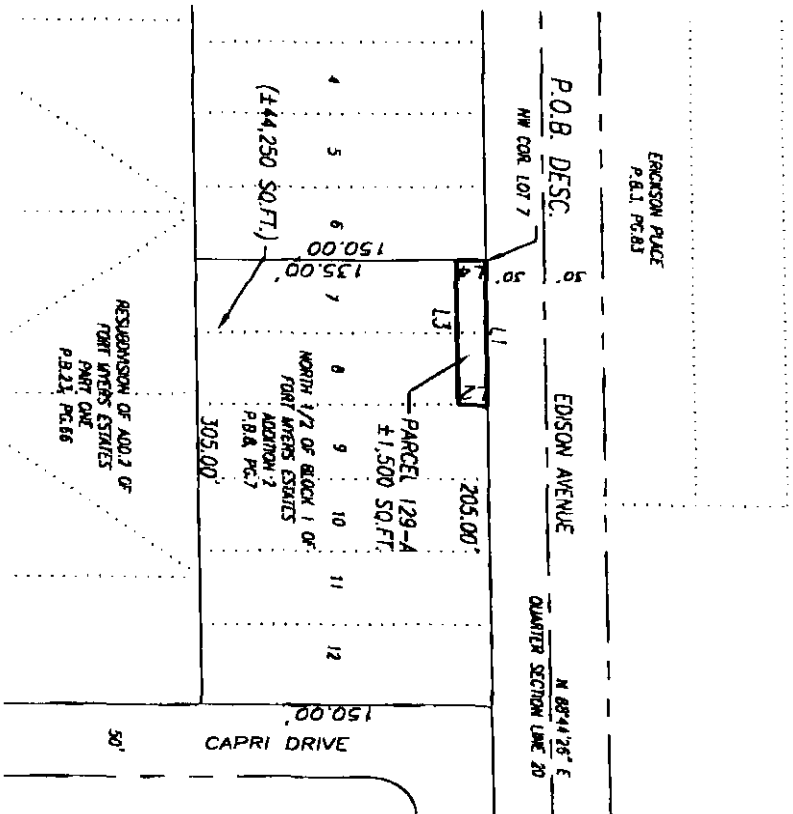 ERICKSON PLACE
P.B.3, PG.83
P.O.B. DESC.
NW COR. LOT 7
30'
30'
EDISON AVENUE
N 88°44'26" E
QUARTER SECTION LINE 20
L1
L2
L3
L4
4
5
6
7
8
9
10
11
12
150.00'
135.00'
(±44,250 SQ.FT.)
PARCEL 129-A
±1,500 SQ.FT.
205.00'
NORTH 1/2 OF BLOCK 1 OF
FORT MYERS ESTATES
ADDITION 2
P.B.8, PG.7
305.00'
150.00'
CAPRI DRIVE
50'
RESUBDIVISION OF ADD.2 OF
FORT MYERS ESTATES
PART ONE
P.B.23, PG.66